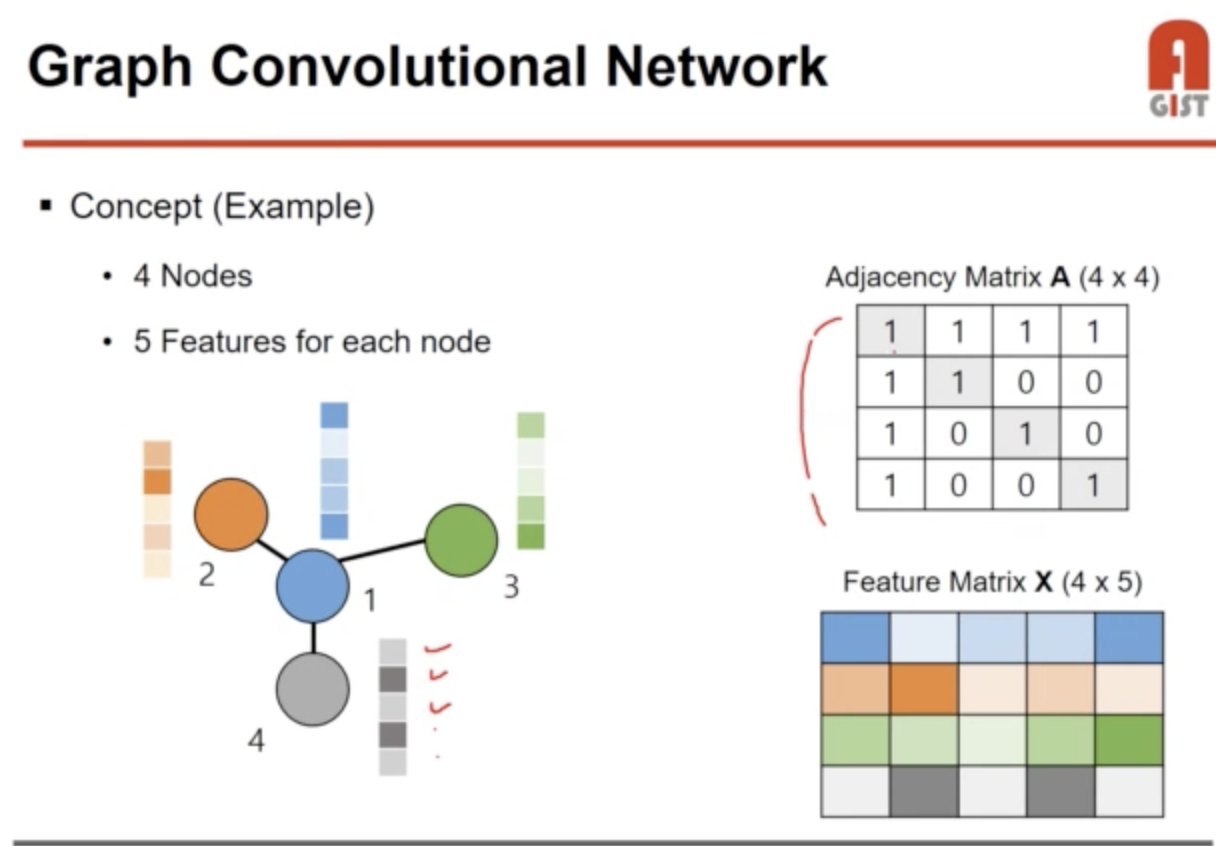 Graph Convolutional Network
GIST
▪ Concept (Example)
• 4 Nodes
• 5 Features for each node
2
1
3
4
Adjacency Matrix A (4 x 4)
1 1 1 1
1 1 0 0
1 0 1 0
1 0 0 1
Feature Matrix X (4 x 5)